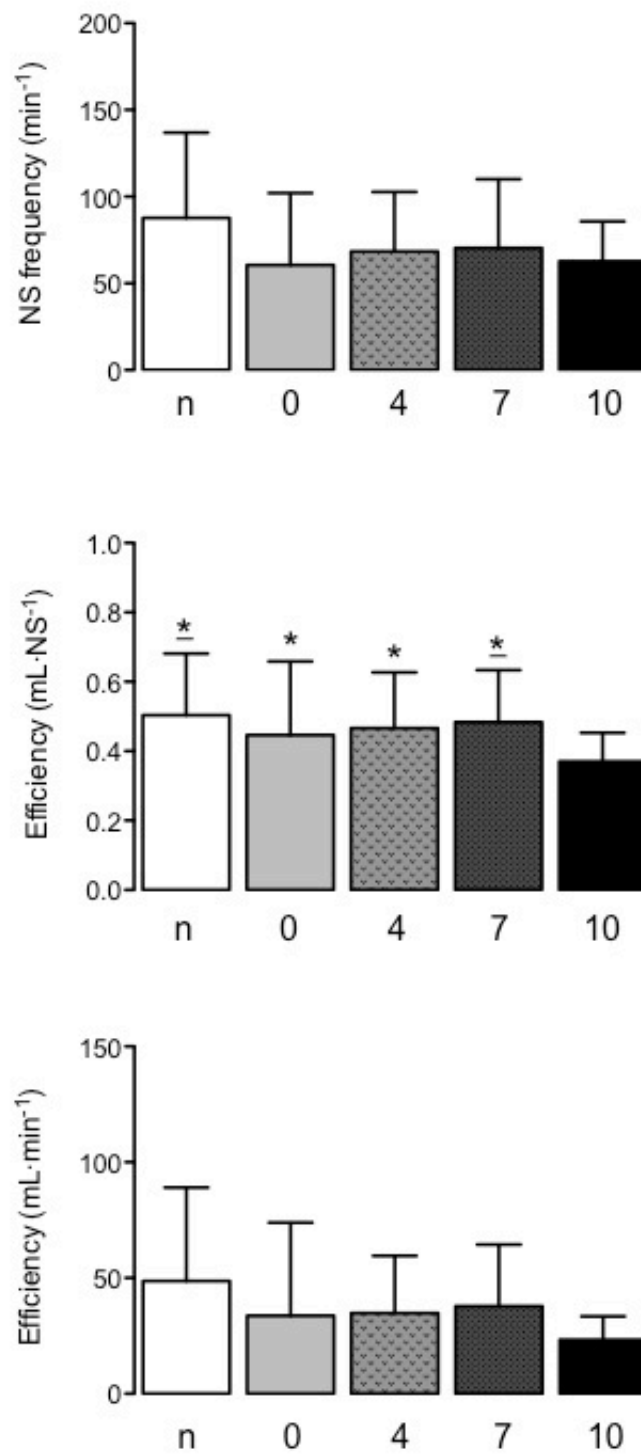 NS frequency (min⁻¹)
200
150
100
50
0
n 0 4 7 10
Efficiency (mL·NS⁻¹)
1.0
0.8
0.6
0.4
0.2
0.0
* * * *
n 0 4 7 10
Efficiency (mL·min⁻¹)
150
100
50
0
n 0 4 7 10